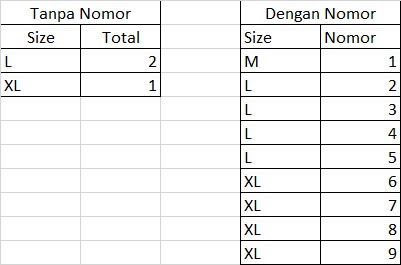 Tanpa Nomor
Size Total
L 2
XL 1
Dengan Nomor
Size Nomor
M 1
L 2
L 3
L 4
L 5
XL 6
XL 7
XL 8
XL 9